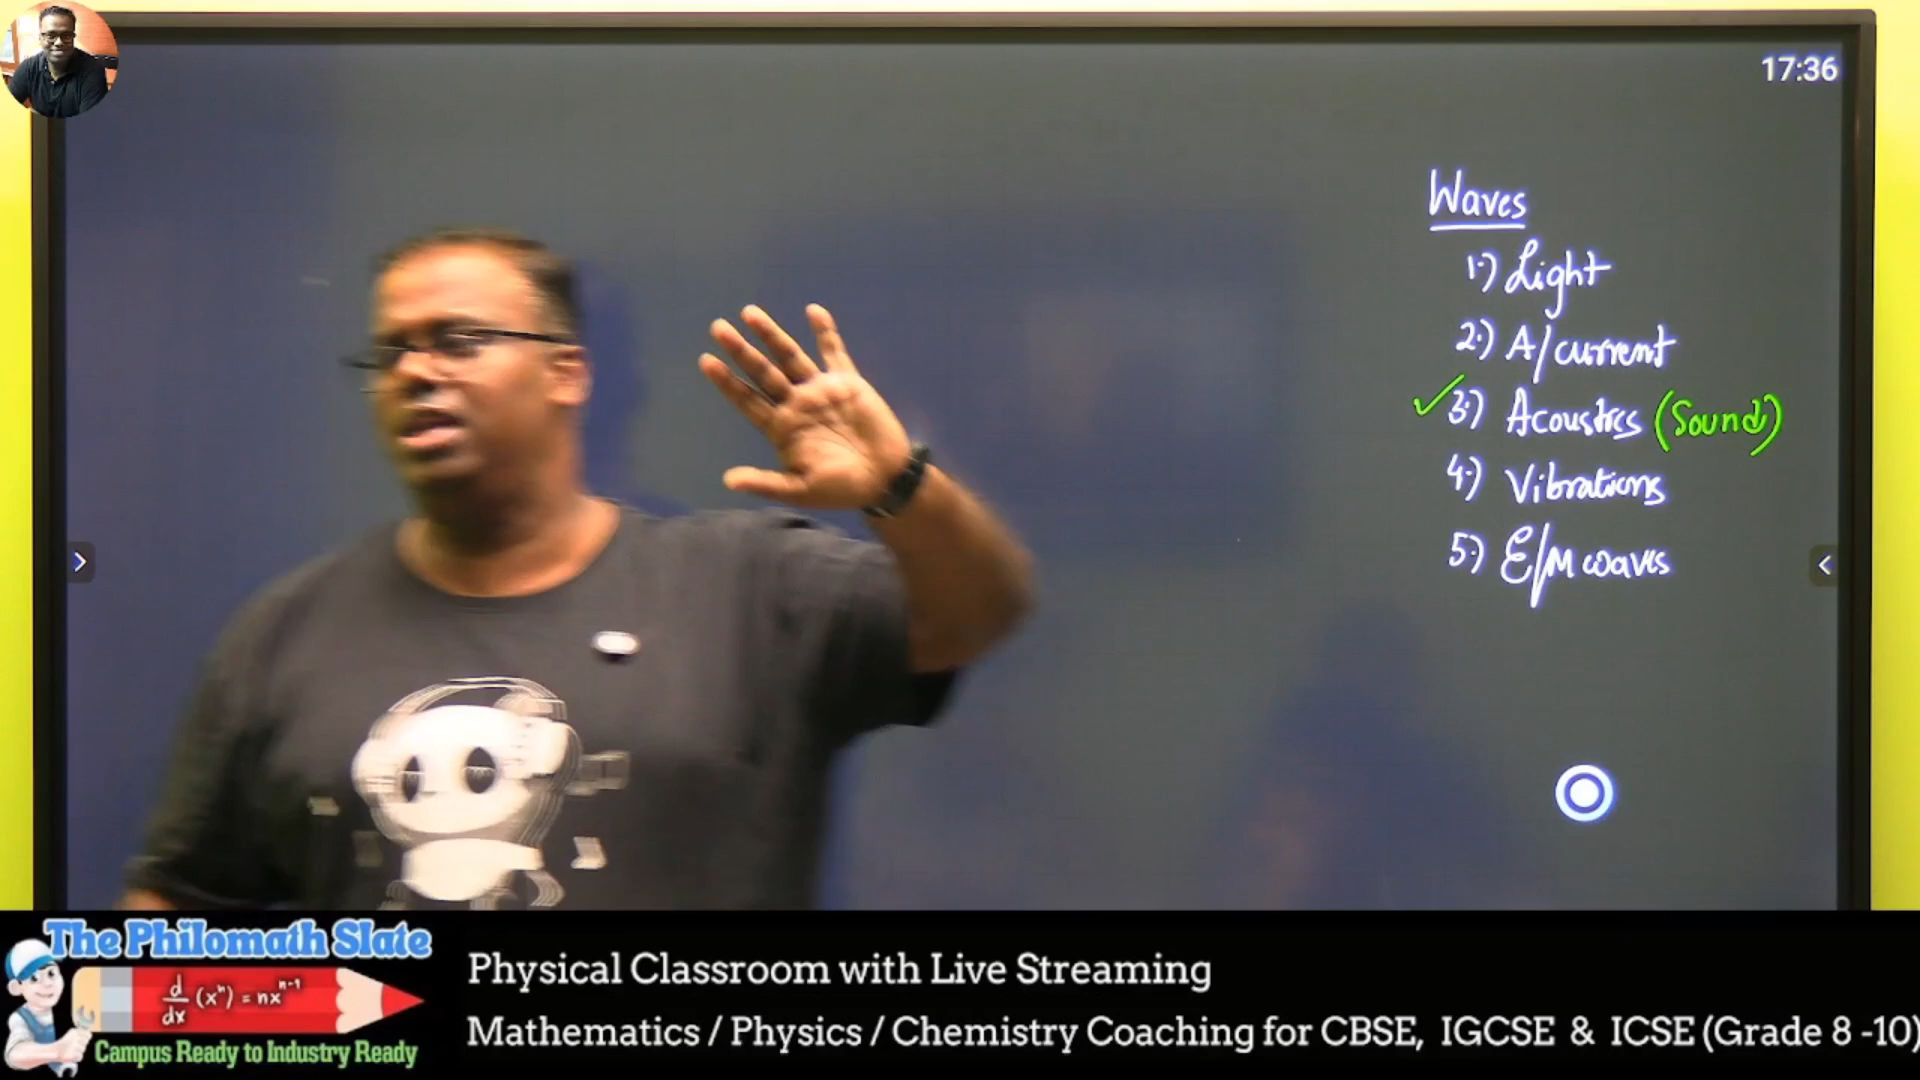 17:36
Waves
1.) Light
2.) A/current
3.) Acoustics (Sound)
4.) Vibrations
5.) E/M waves
The Philomath Slate
d/dx (xⁿ) = nxⁿ⁻¹
Campus Ready to Industry Ready
Physical Classroom with Live Streaming
Mathematics / Physics / Chemistry Coaching for CBSE, IGCSE & ICSE (Grade 8 -10)